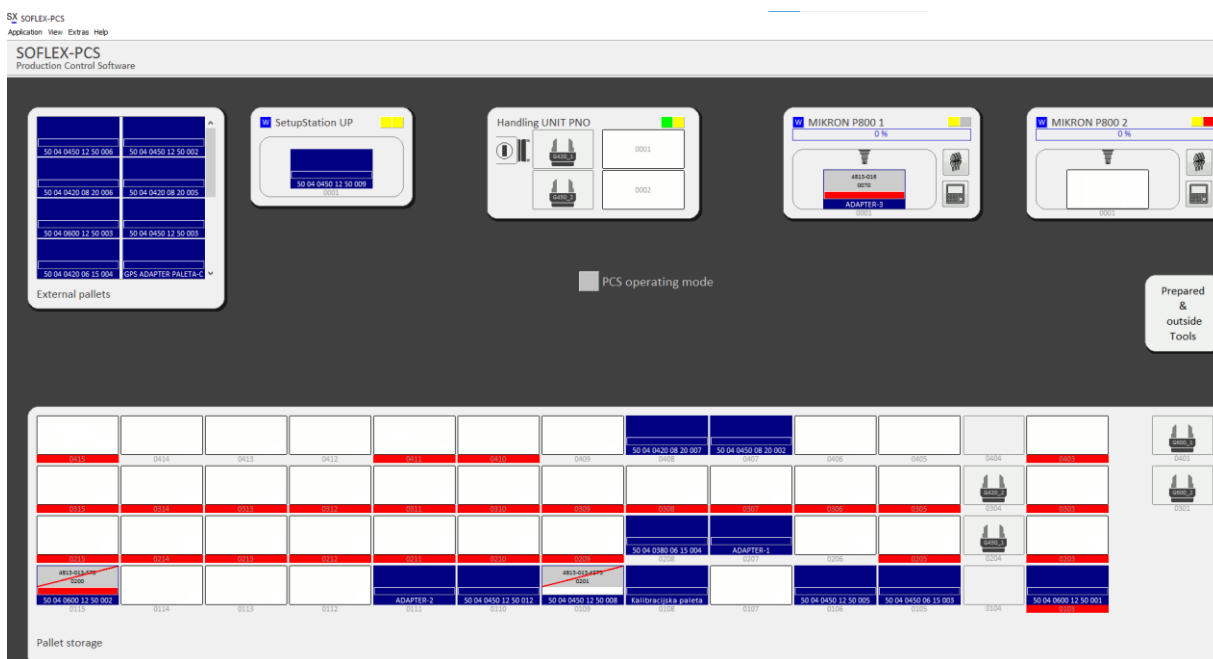 SX SOFLEX-PCS
Application View Extras Help
SOFLEX-PCS
Production Control Software
50 04 0450 12 50 006 50 04 0450 12 50 002
50 04 0420 08 20 006 50 04 0420 08 20 005
50 04 0600 12 50 003 50 04 0450 12 50 003
50 04 0420 06 15 004 GPS ADAPTER PALETA-C
External pallets
W SetupStation UP
50 04 0450 12 50 009
0001
Handling UNIT PNO
G420_1 0001
G450_2 0002
W MIKRON P800 1
0 %
4813-016
0070
ADAPTER-3
0001
W MIKRON P800 2
0 %
0001
PCS operating mode
Prepared
&
outside
Tools
50 04 0420 08 20 007 50 04 0450 08 20 002 G600_1
0415 0414 0413 0412 0411 0410 0409 0408 0407 0406 0405 0404 0403 0401
G420_2 G600_2
0315 0314 0313 0312 0311 0310 0309 0308 0307 0306 0305 0304 0303 0301
50 04 0380 06 15 004 ADAPTER-1 G450_1
0215 0214 0213 0212 0211 0210 0209 0208 0207 0206 0205 0204 0203
0200 0201
50 04 0600 12 50 002 ADAPTER-2 50 04 0450 12 50 012 50 04 0450 12 50 008 Kalibracijska paleta 50 04 0450 12 50 005 50 04 0450 06 15 003 50 04 0600 12 50 001
0115 0114 0113 0112 0111 0110 0109 0108 0107 0106 0105 0104 0103
Pallet storage